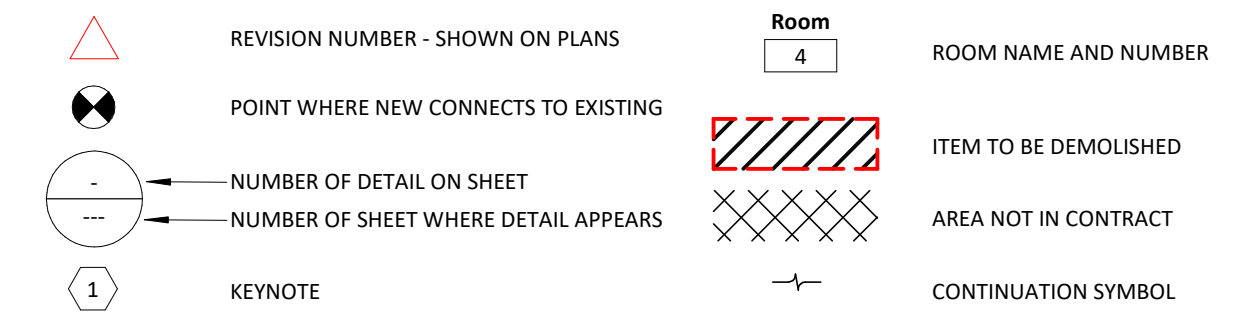 REVISION NUMBER - SHOWN ON PLANS
POINT WHERE NEW CONNECTS TO EXISTING
-
NUMBER OF DETAIL ON SHEET
---
NUMBER OF SHEET WHERE DETAIL APPEARS
1
KEYNOTE
Room
4
ROOM NAME AND NUMBER
ITEM TO BE DEMOLISHED
AREA NOT IN CONTRACT
CONTINUATION SYMBOL